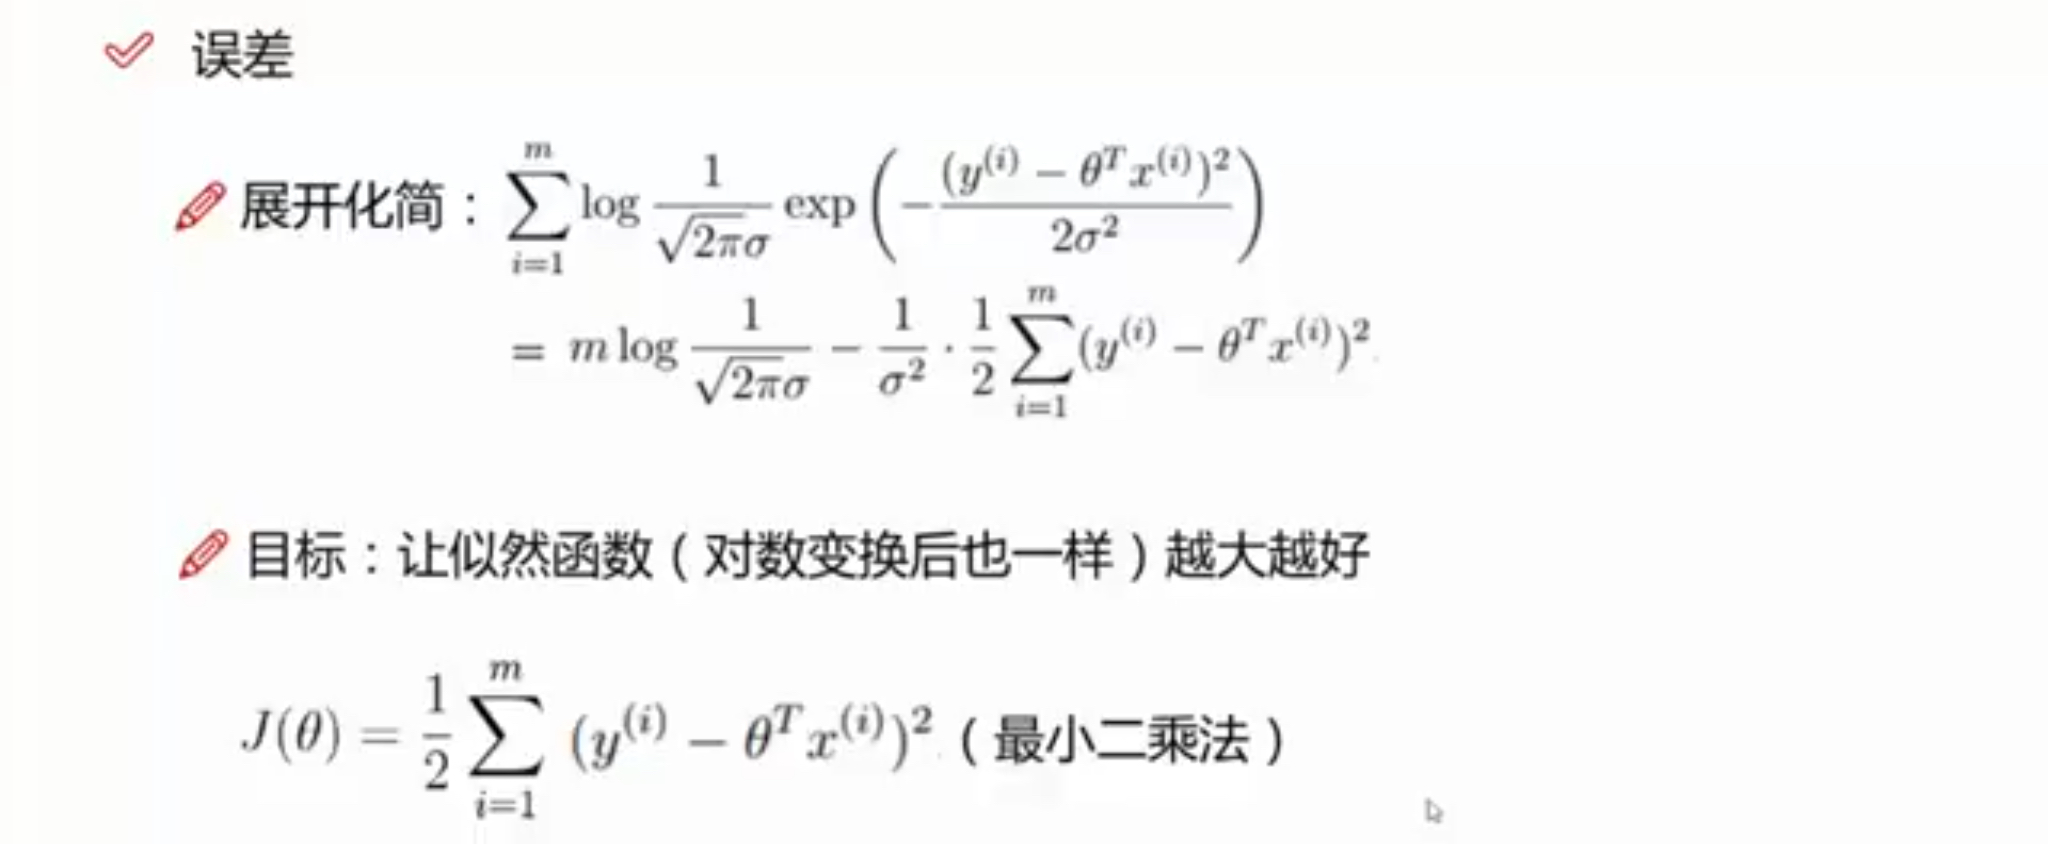 误差
展开化简：$\sum_{i=1}^{m} \log \frac{1}{\sqrt{2\pi}\sigma} \exp\left(-\frac{(y^{(i)} - \theta^T x^{(i)})^2}{2\sigma^2}\right)$
$= m \log \frac{1}{\sqrt{2\pi}\sigma} - \frac{1}{\sigma^2} \cdot \frac{1}{2} \sum_{i=1}^{m} (y^{(i)} - \theta^T x^{(i)})^2.$
目标：让似然函数（对数变换后也一样）越大越好
$J(\theta) = \frac{1}{2} \sum_{i=1}^{m} (y^{(i)} - \theta^T x^{(i)})^2$（最小二乘法）